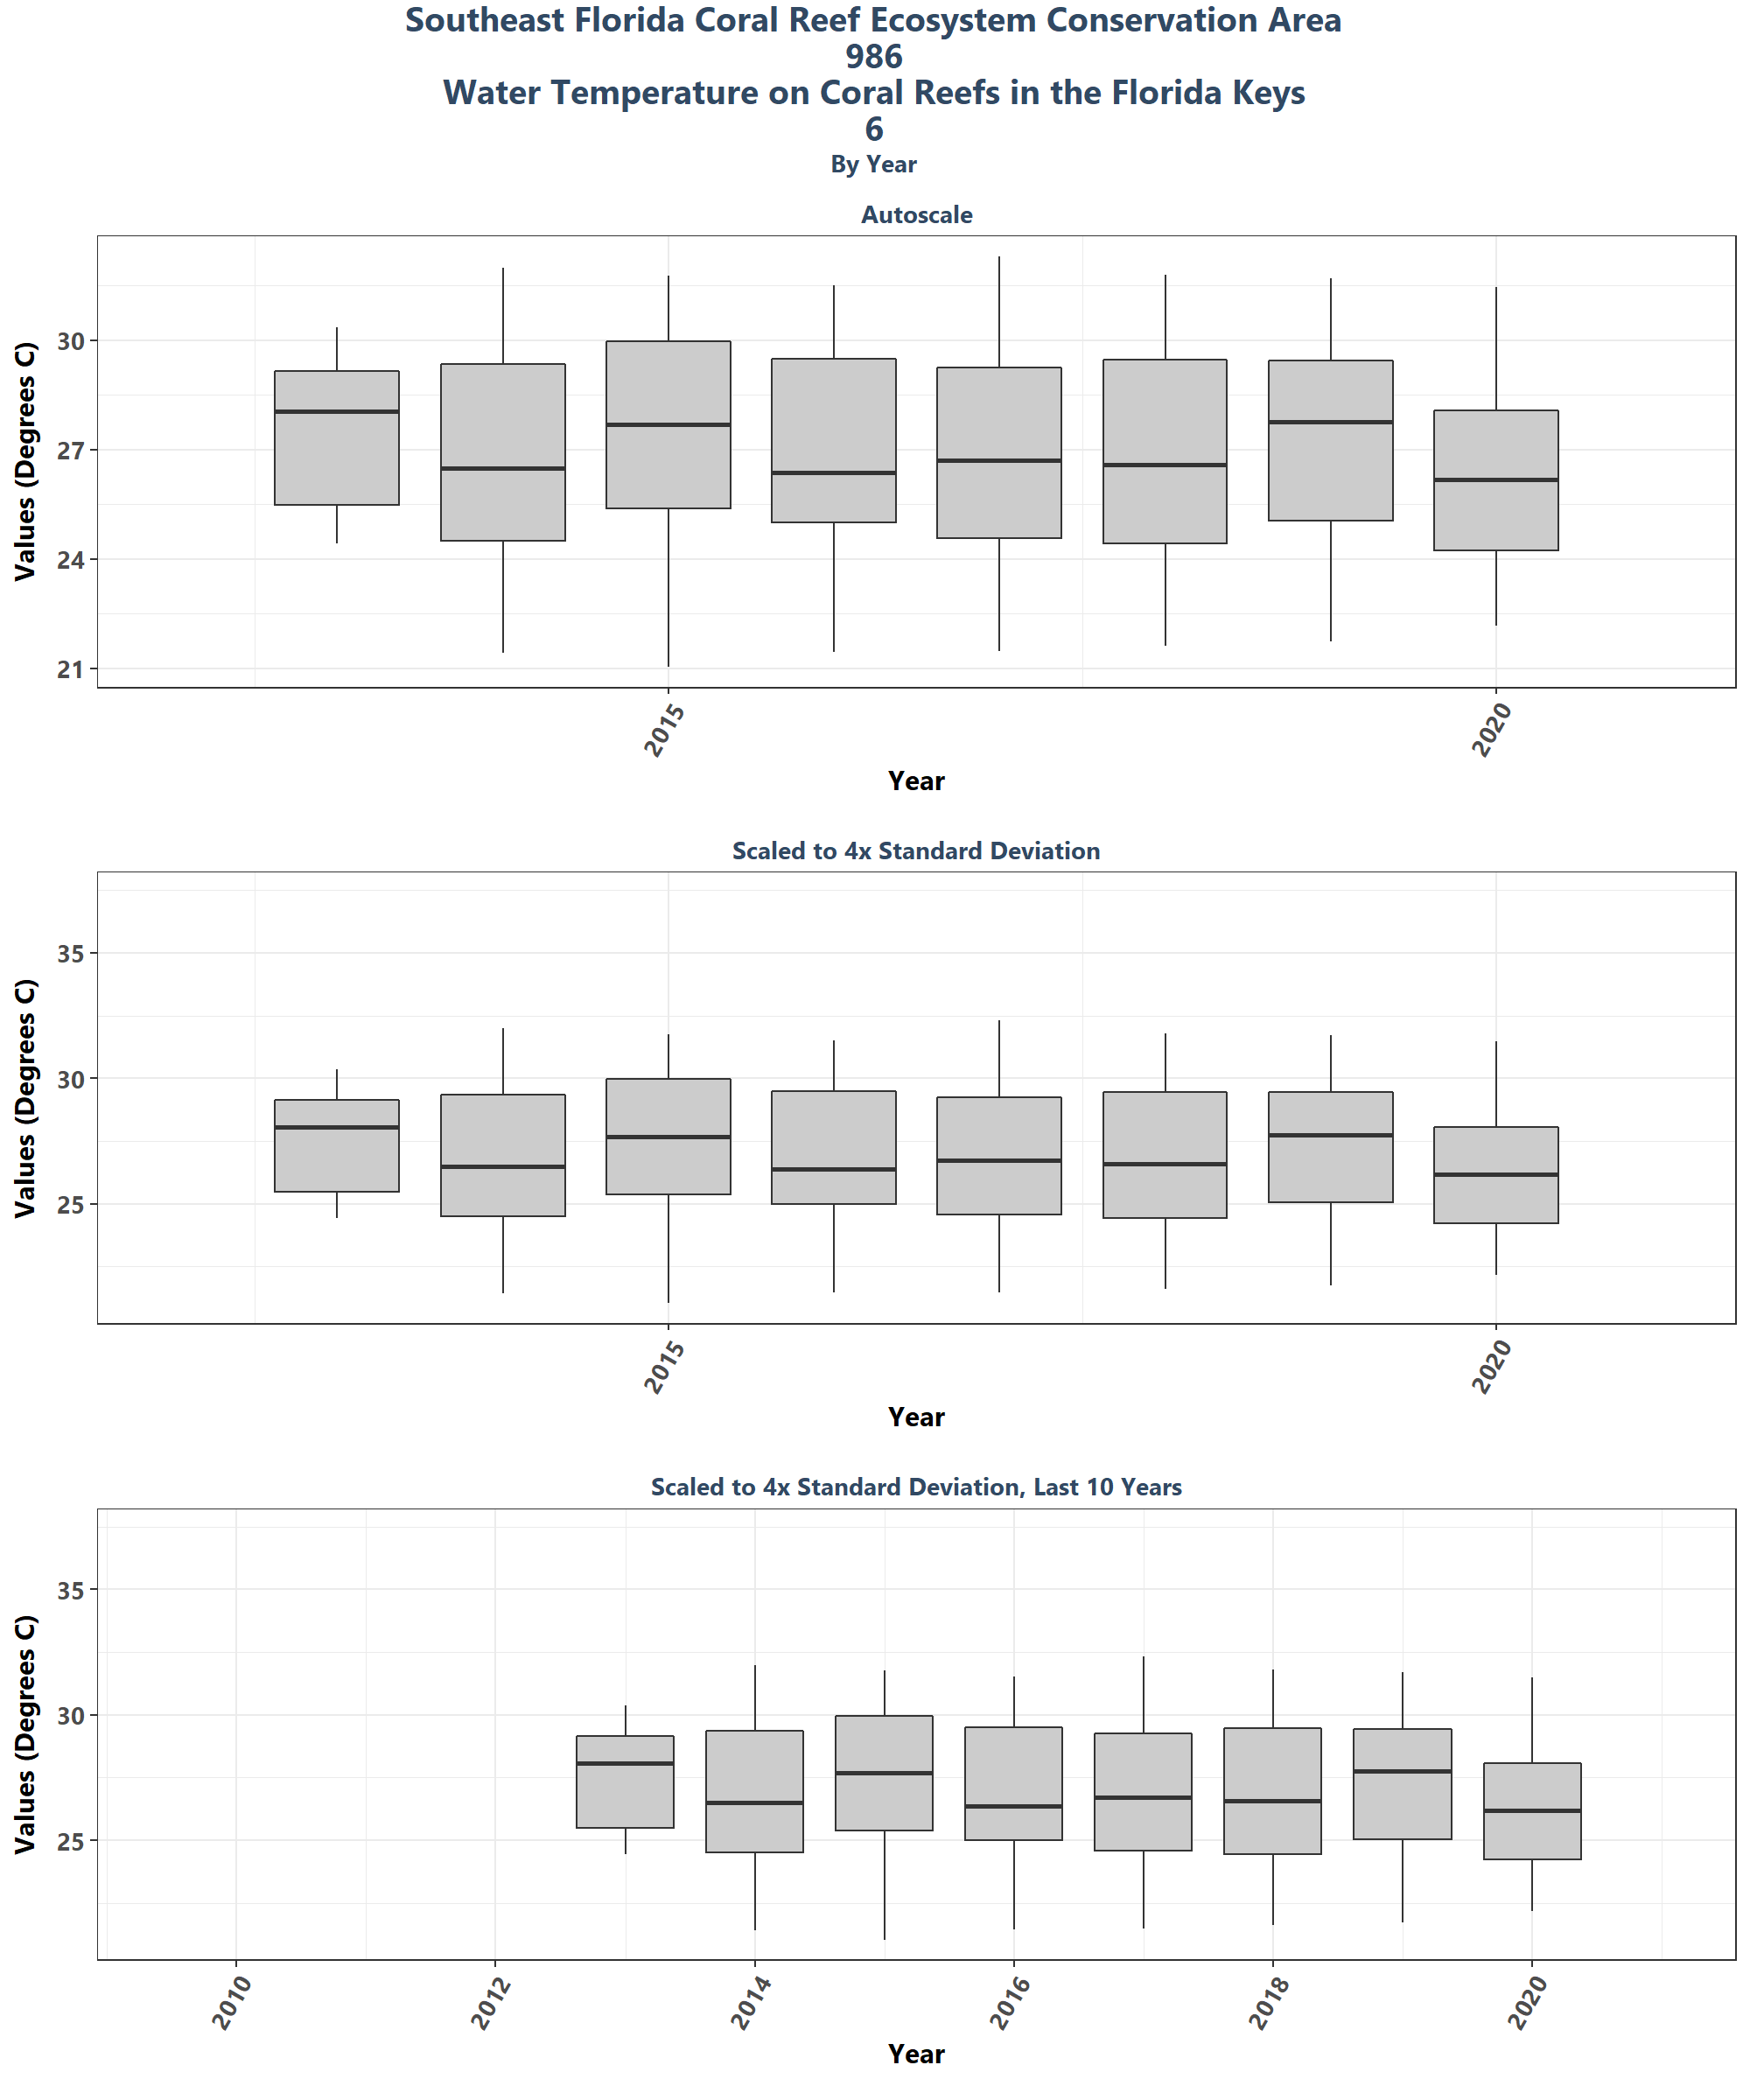 Southeast Florida Coral Reef Ecosystem Conservation Area
986
Water Temperature on Coral Reefs in the Florida Keys
6
By Year
Autoscale
Values (Degrees C)
30
27
24
21
2015
2020
Year
Scaled to 4x Standard Deviation
Values (Degrees C)
35
30
25
2015
2020
Year
Scaled to 4x Standard Deviation, Last 10 Years
Values (Degrees C)
35
30
25
2010
2012
2014
2016
2018
2020
Year